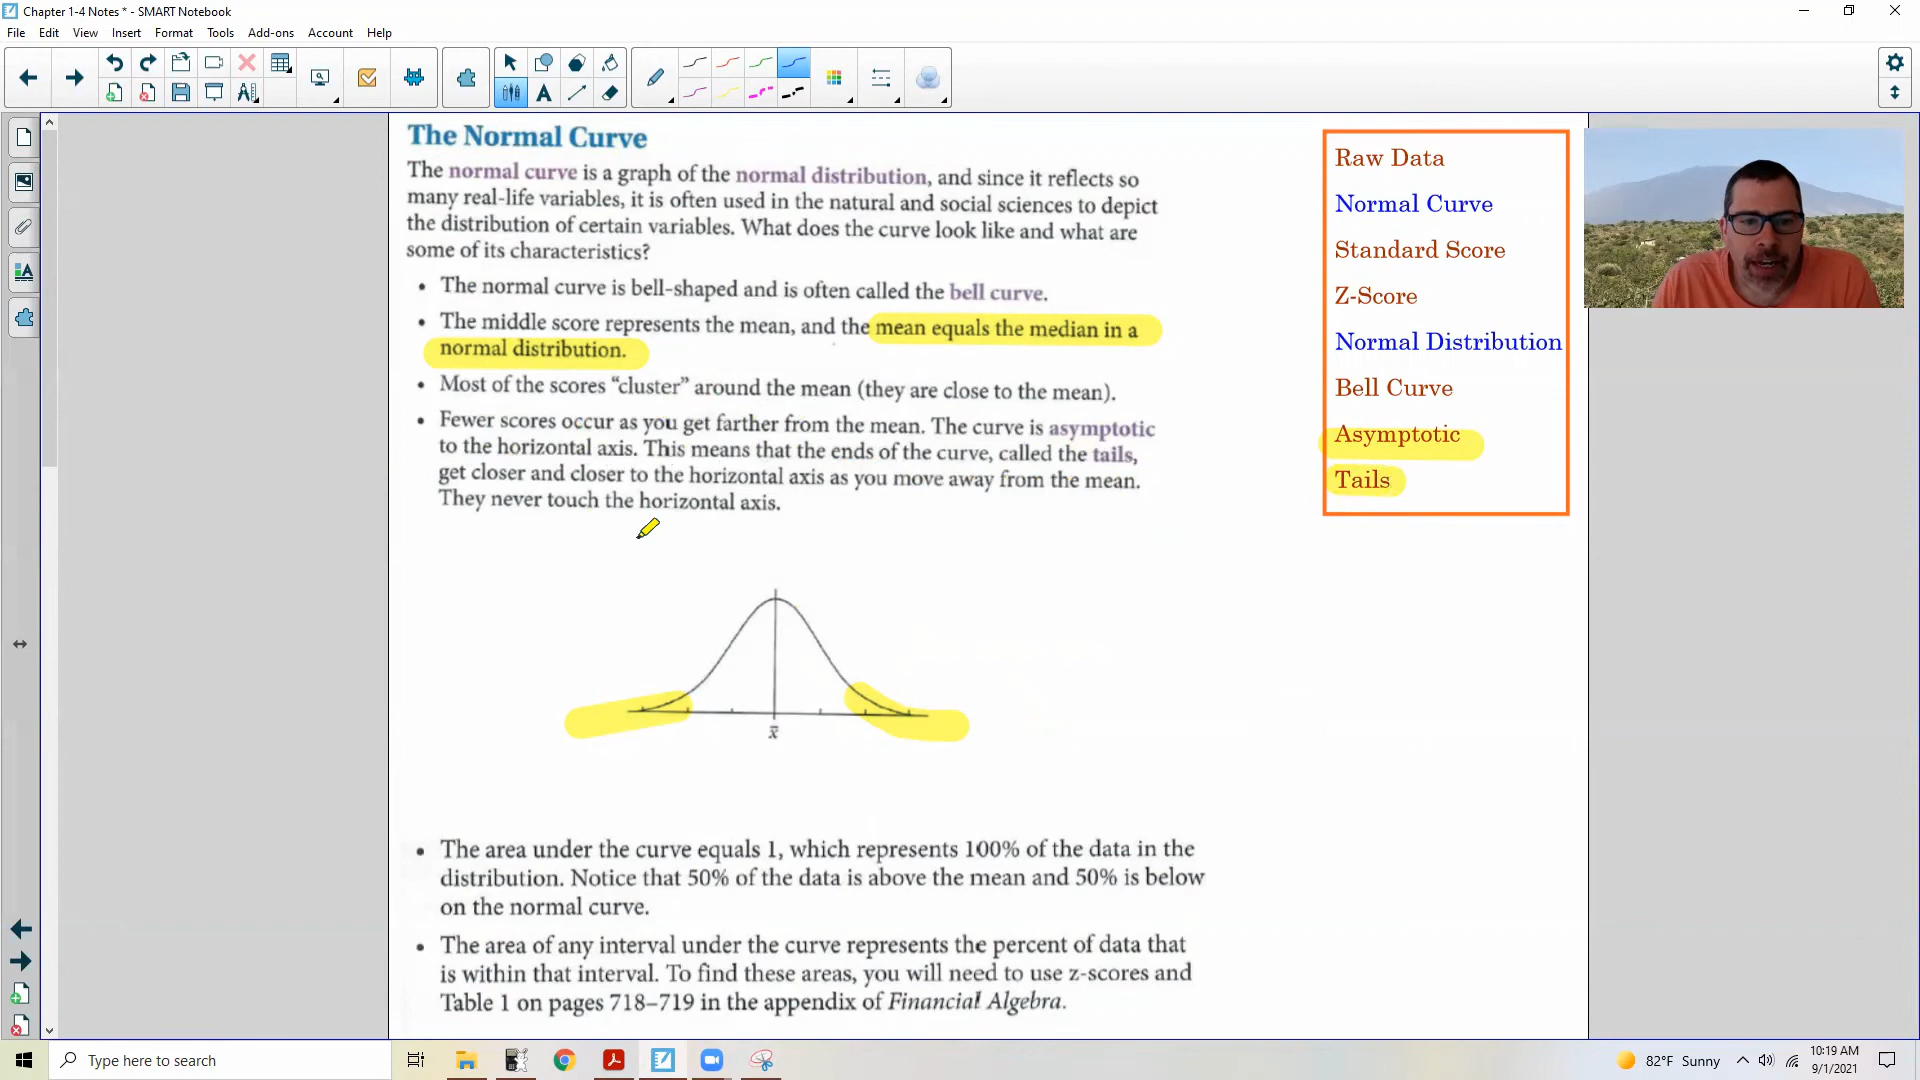 Chapter 1-4 Notes * - SMART Notebook
File Edit View Insert Format Tools Add-ons Account Help
The Normal Curve
The normal curve is a graph of the normal distribution, and since it reflects so
many real-life variables, it is often used in the natural and social sciences to depict
the distribution of certain variables. What does the curve look like and what are
some of its characteristics?
• The normal curve is bell-shaped and is often called the bell curve.
• The middle score represents the mean, and the mean equals the median in a
normal distribution.
• Most of the scores “cluster” around the mean (they are close to the mean).
• Fewer scores occur as you get farther from the mean. The curve is asymptotic
to the horizontal axis. This means that the ends of the curve, called the tails,
get closer and closer to the horizontal axis as you move away from the mean.
They never touch the horizontal axis.
x̄
• The area under the curve equals 1, which represents 100% of the data in the
distribution. Notice that 50% of the data is above the mean and 50% is below
on the normal curve.
• The area of any interval under the curve represents the percent of data that
is within that interval. To find these areas, you will need to use z-scores and
Table 1 on pages 718–719 in the appendix of Financial Algebra.
Raw Data
Normal Curve
Standard Score
Z-Score
Normal Distribution
Bell Curve
Asymptotic
Tails
Type here to search
82°F Sunny
10:19 AM
9/1/2021